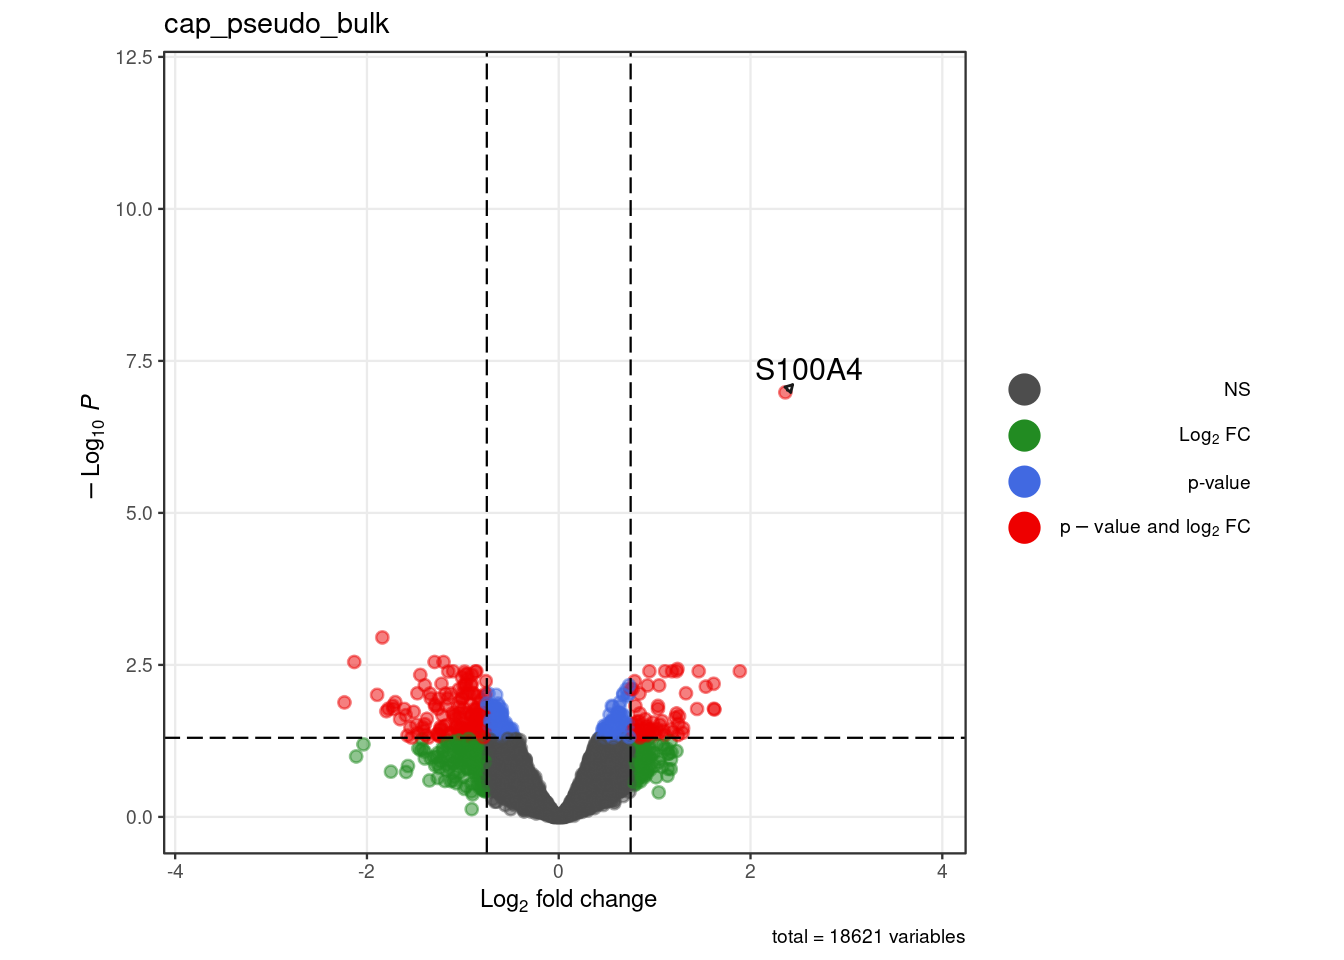 cap_pseudo_bulk
12.5
10.0
7.5
5.0
2.5
0.0
− Log₁₀ P
S100A4
-4 -2 0 2 4
Log₂ fold change
NS
Log₂ FC
p-value
p − value and log₂ FC
total = 18621 variables